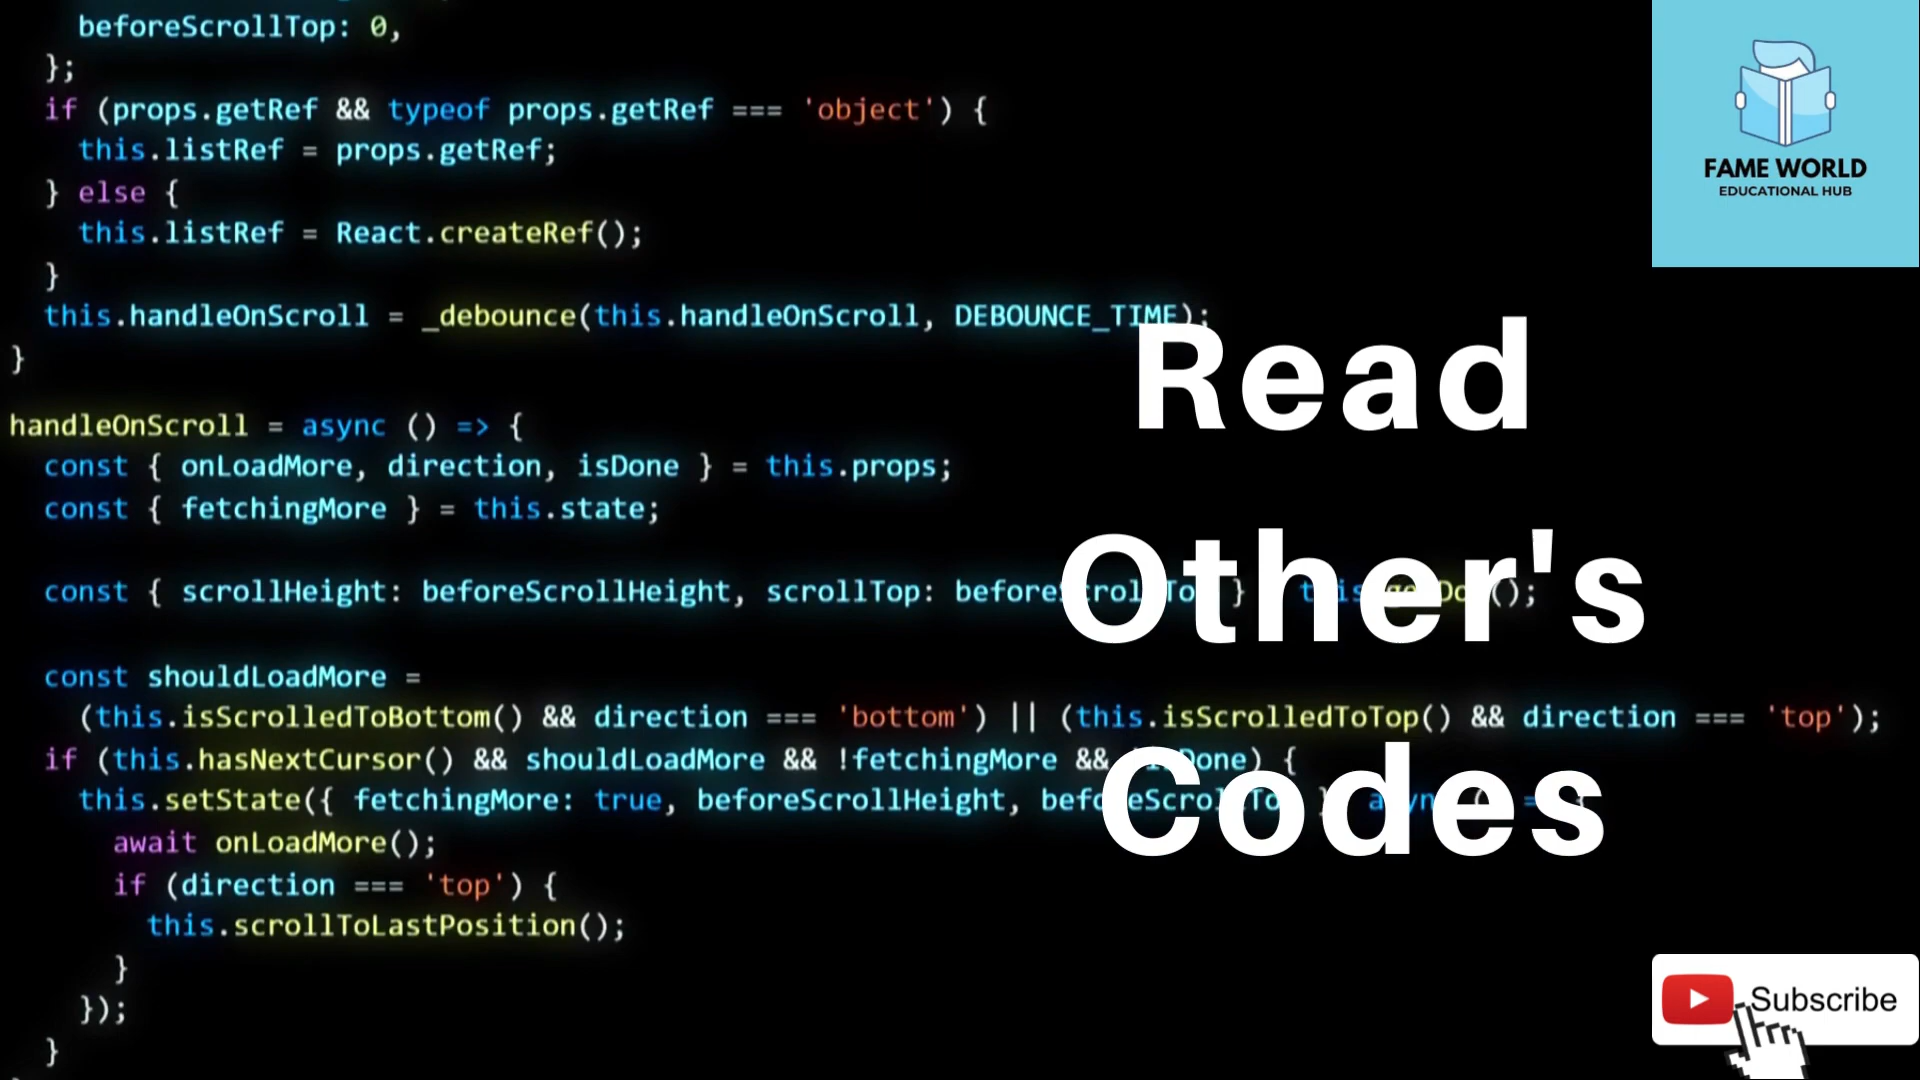 beforeScrollTop: 0,
};
if (props.getRef && typeof props.getRef === 'object') {
this.listRef = props.getRef;
} else {
this.listRef = React.createRef();
}
this.handleOnScroll = _debounce(this.handleOnScroll, DEBOUNCE_TIME);
}
handleOnScroll = async () => {
const { onLoadMore, direction, isDone } = this.props;
const { fetchingMore } = this.state;
const { scrollHeight: beforeScrollHeight, scrollTop: } this. ();
const shouldLoadMore =
(this.isScrolledToBottom() && direction === 'bottom') || (this.isScrolledToTop() && direction === 'top');
if (this.hasNextCursor() && shouldLoadMore && !fetchingMore && ) {
this.setState({ fetchingMore: true, beforeScrollHeight,
await onLoadMore();
if (direction === 'top') {
this.scrollToLastPosition();
}
});
}
FAME WORLD
EDUCATIONAL HUB
Read
Other's
Codes
Subscribe